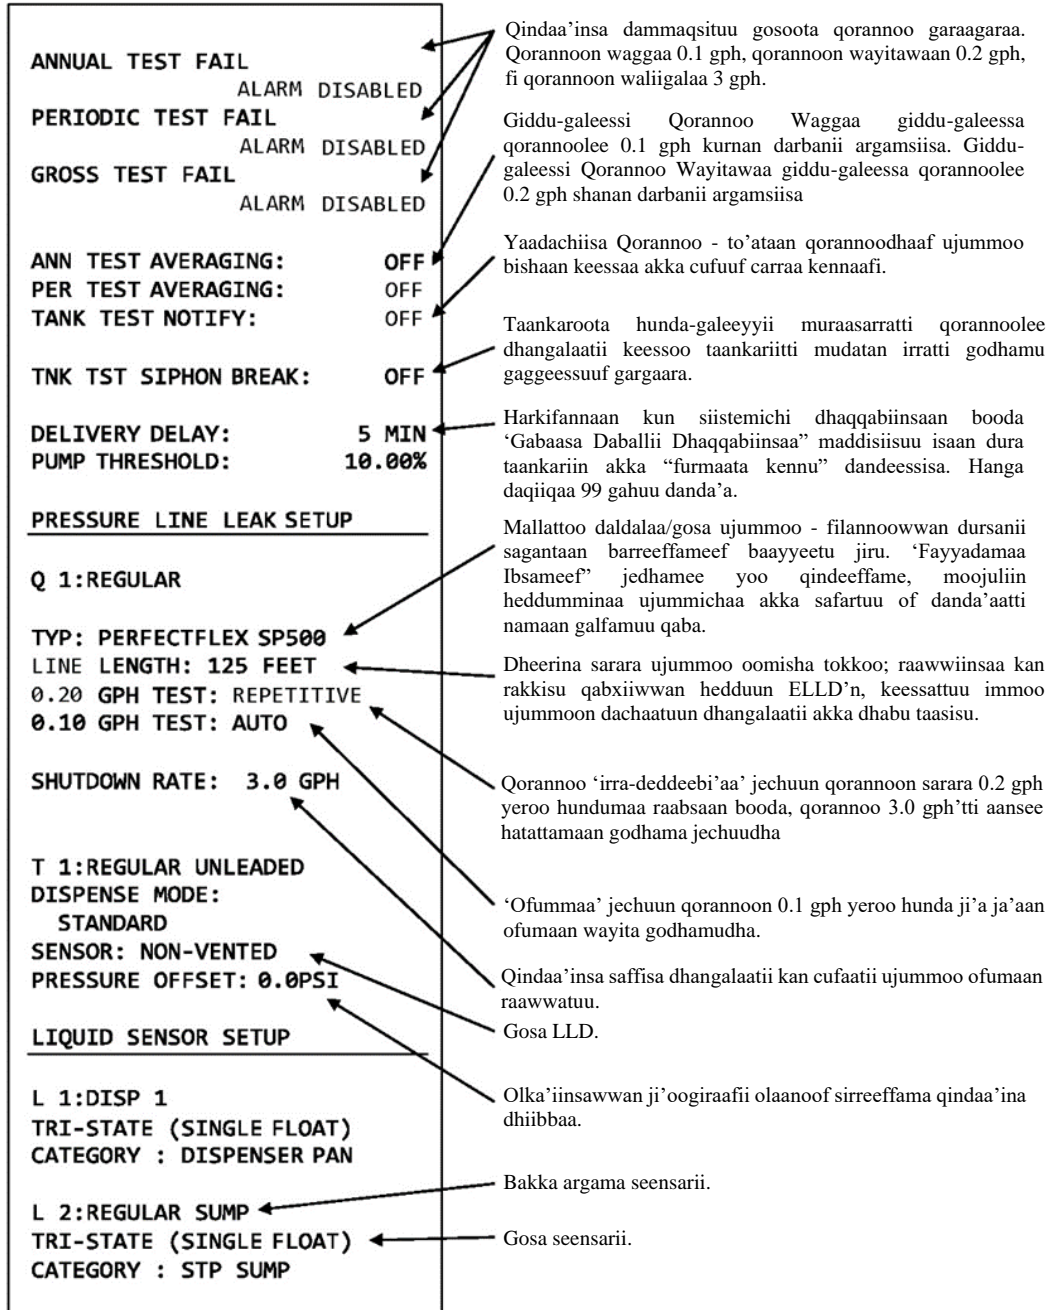 ANNUAL TEST FAIL
ALARM DISABLED
PERIODIC TEST FAIL
ALARM DISABLED
GROSS TEST FAIL
ALARM DISABLED
ANN TEST AVERAGING: OFF
PER TEST AVERAGING: OFF
TANK TEST NOTIFY: OFF
TNK TST SIPHON BREAK: OFF
DELIVERY DELAY: 5 MIN
PUMP THRESHOLD: 10.00%
PRESSURE LINE LEAK SETUP
Q 1:REGULAR
TYP: PERFECTFLEX SP500
LINE LENGTH: 125 FEET
0.20 GPH TEST: REPETITIVE
0.10 GPH TEST: AUTO
SHUTDOWN RATE: 3.0 GPH
T 1:REGULAR UNLEADED
DISPENSE MODE:
STANDARD
SENSOR: NON-VENTED
PRESSURE OFFSET: 0.0PSI
LIQUID SENSOR SETUP
L 1:DISP 1
TRI-STATE (SINGLE FLOAT)
CATEGORY : DISPENSER PAN
L 2:REGULAR SUMP
TRI-STATE (SINGLE FLOAT)
CATEGORY : STP SUMP
Qindaa'insa dammaqsituu gosoota qorannoo garaagaraa.
Qorannoon waggaa 0.1 gph, qorannoon wayitawaan 0.2 gph,
fi qorannoon waliigalaa 3 gph.
Giddu-galeessi Qorannoo Waggaa giddu-galeessa
qorannoolee 0.1 gph kurnan darbanii argamsiisa. Giddu-
galeessi Qorannoo Wayitawaa giddu-galeessa qorannoolee
0.2 gph shanan darbanii argamsiisa
Yaadachiisa Qorannoo - to’ataan qorannoodhaaf ujummoo
bishaan keessaa akka cufuuf carraa kennaafi.
Taankaroota hunda-galeeyyii muraasarratti qorannoolee
dhangalaatii keessoo taankariitti mudatan irratti godhamu
gaggeessuuf gargaara.
Harkifannaan kun siistemichi dhaqqabiinsaan booda
‘Gabaasa Daballii Dhaqqabiinsaa” maddisiisuu isaan dura
taankariin akka “furmaata kennu” dandeessisa. Hanga
daqiiqaa 99 gahuu danda’a.
Mallattoo daldalaa/gosa ujummoo - filannoowwan dursanii
sagantaan barreeffameef baayyeetu jiru. ‘Fayyadamaa
Ibsameef” jedhamee yoo qindeeffame, moojuliin
heddumminaa ujummichaa akka safartuu of danda’aatti
namaan galfamuu qaba.
Dheerina sarara ujummoo oomisha tokkoo; raawwiinsaa kan
rakkisu qabxiiwwan hedduun ELLD’n, keessattuu immoo
ujummoon dachaatuun dhangalaatii akka dhabu taasisu.
Qorannoo ‘irra-deddeebi’aa’ jechuun qorannoon sarara 0.2 gph
yeroo hundumaa raabsaan booda, qorannoo 3.0 gph’tti aansee
hatattamaan godhama jechuudha
‘Ofummaa’ jechuun qorannoon 0.1 gph yeroo hunda ji’a ja’aan
ofumaan wayita godhamudha.
Qindaa’insa saffisa dhangalaatii kan cufaatii ujummoo ofumaan
raawwatuu.
Gosa LLD.
Olka’iinsawwan ji’oogiraafii olaanoof sirreeffama qindaa’ina
dhiibbaa.
Bakka argama seensarii.
Gosa seensarii.